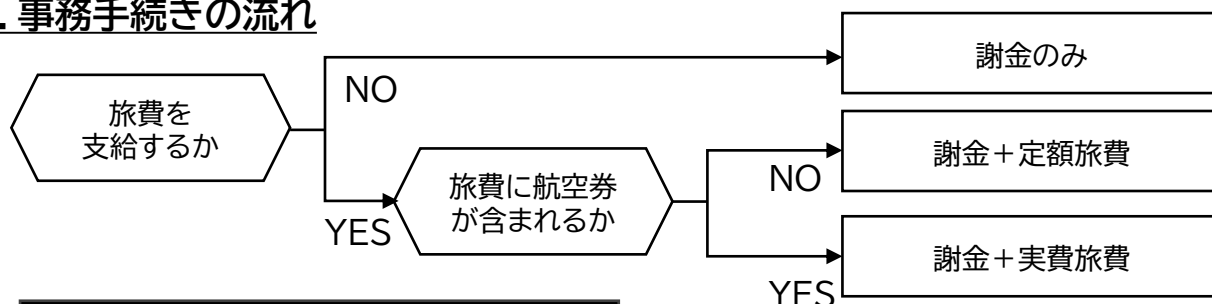 . 事務手続きの流れ
旅費を
支給するか
NO
YES
旅費に航空券
が含まれるか
NO
YES
謝金のみ
謝金＋定額旅費
謝金＋実費旅費